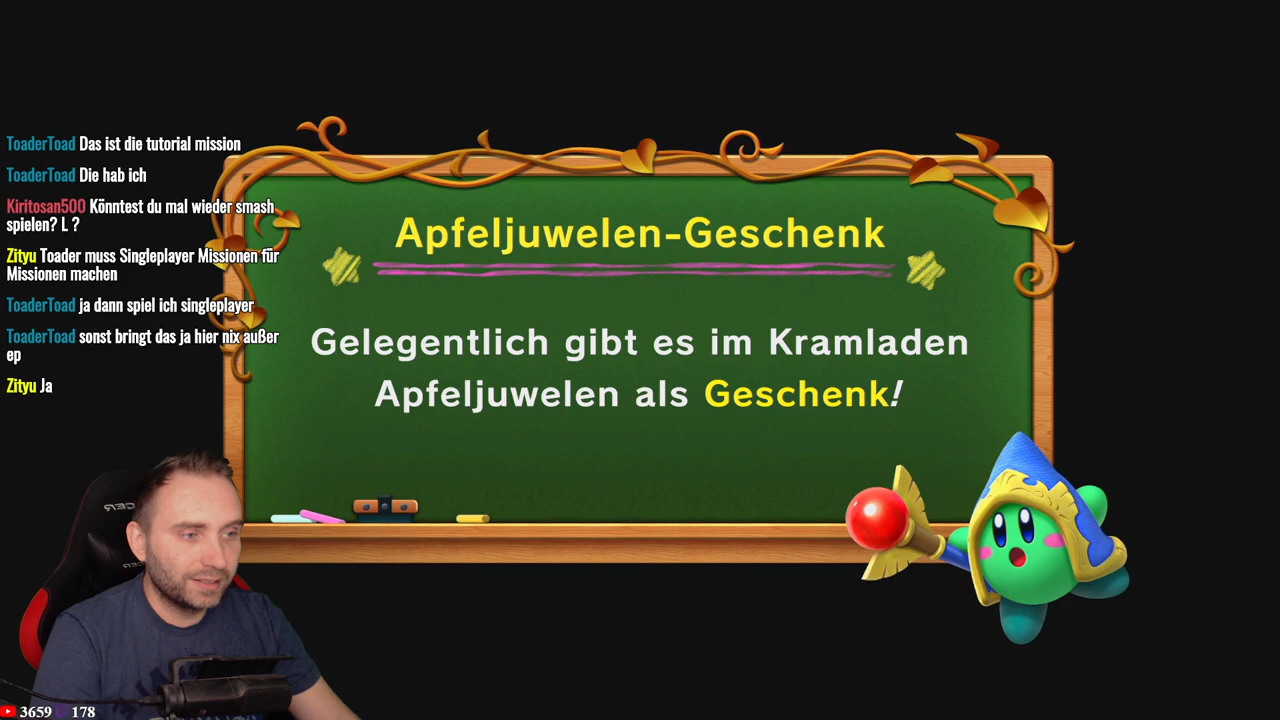 ToaderToad Das ist die tutorial mission
ToaderToad Die hab ich
Kiritosan500 Könntest du mal wieder smash
spielen? L ?
Zityu Toader muss Singleplayer Missionen für
Missionen machen
ToaderToad ja dann spiel ich singleplayer
ToaderToad sonst bringt das ja hier nix außer
ep
Zityu Ja
Apfeljuwelen-Geschenk
Gelegentlich gibt es im Kramladen
Apfeljuwelen als Geschenk!
3659 178